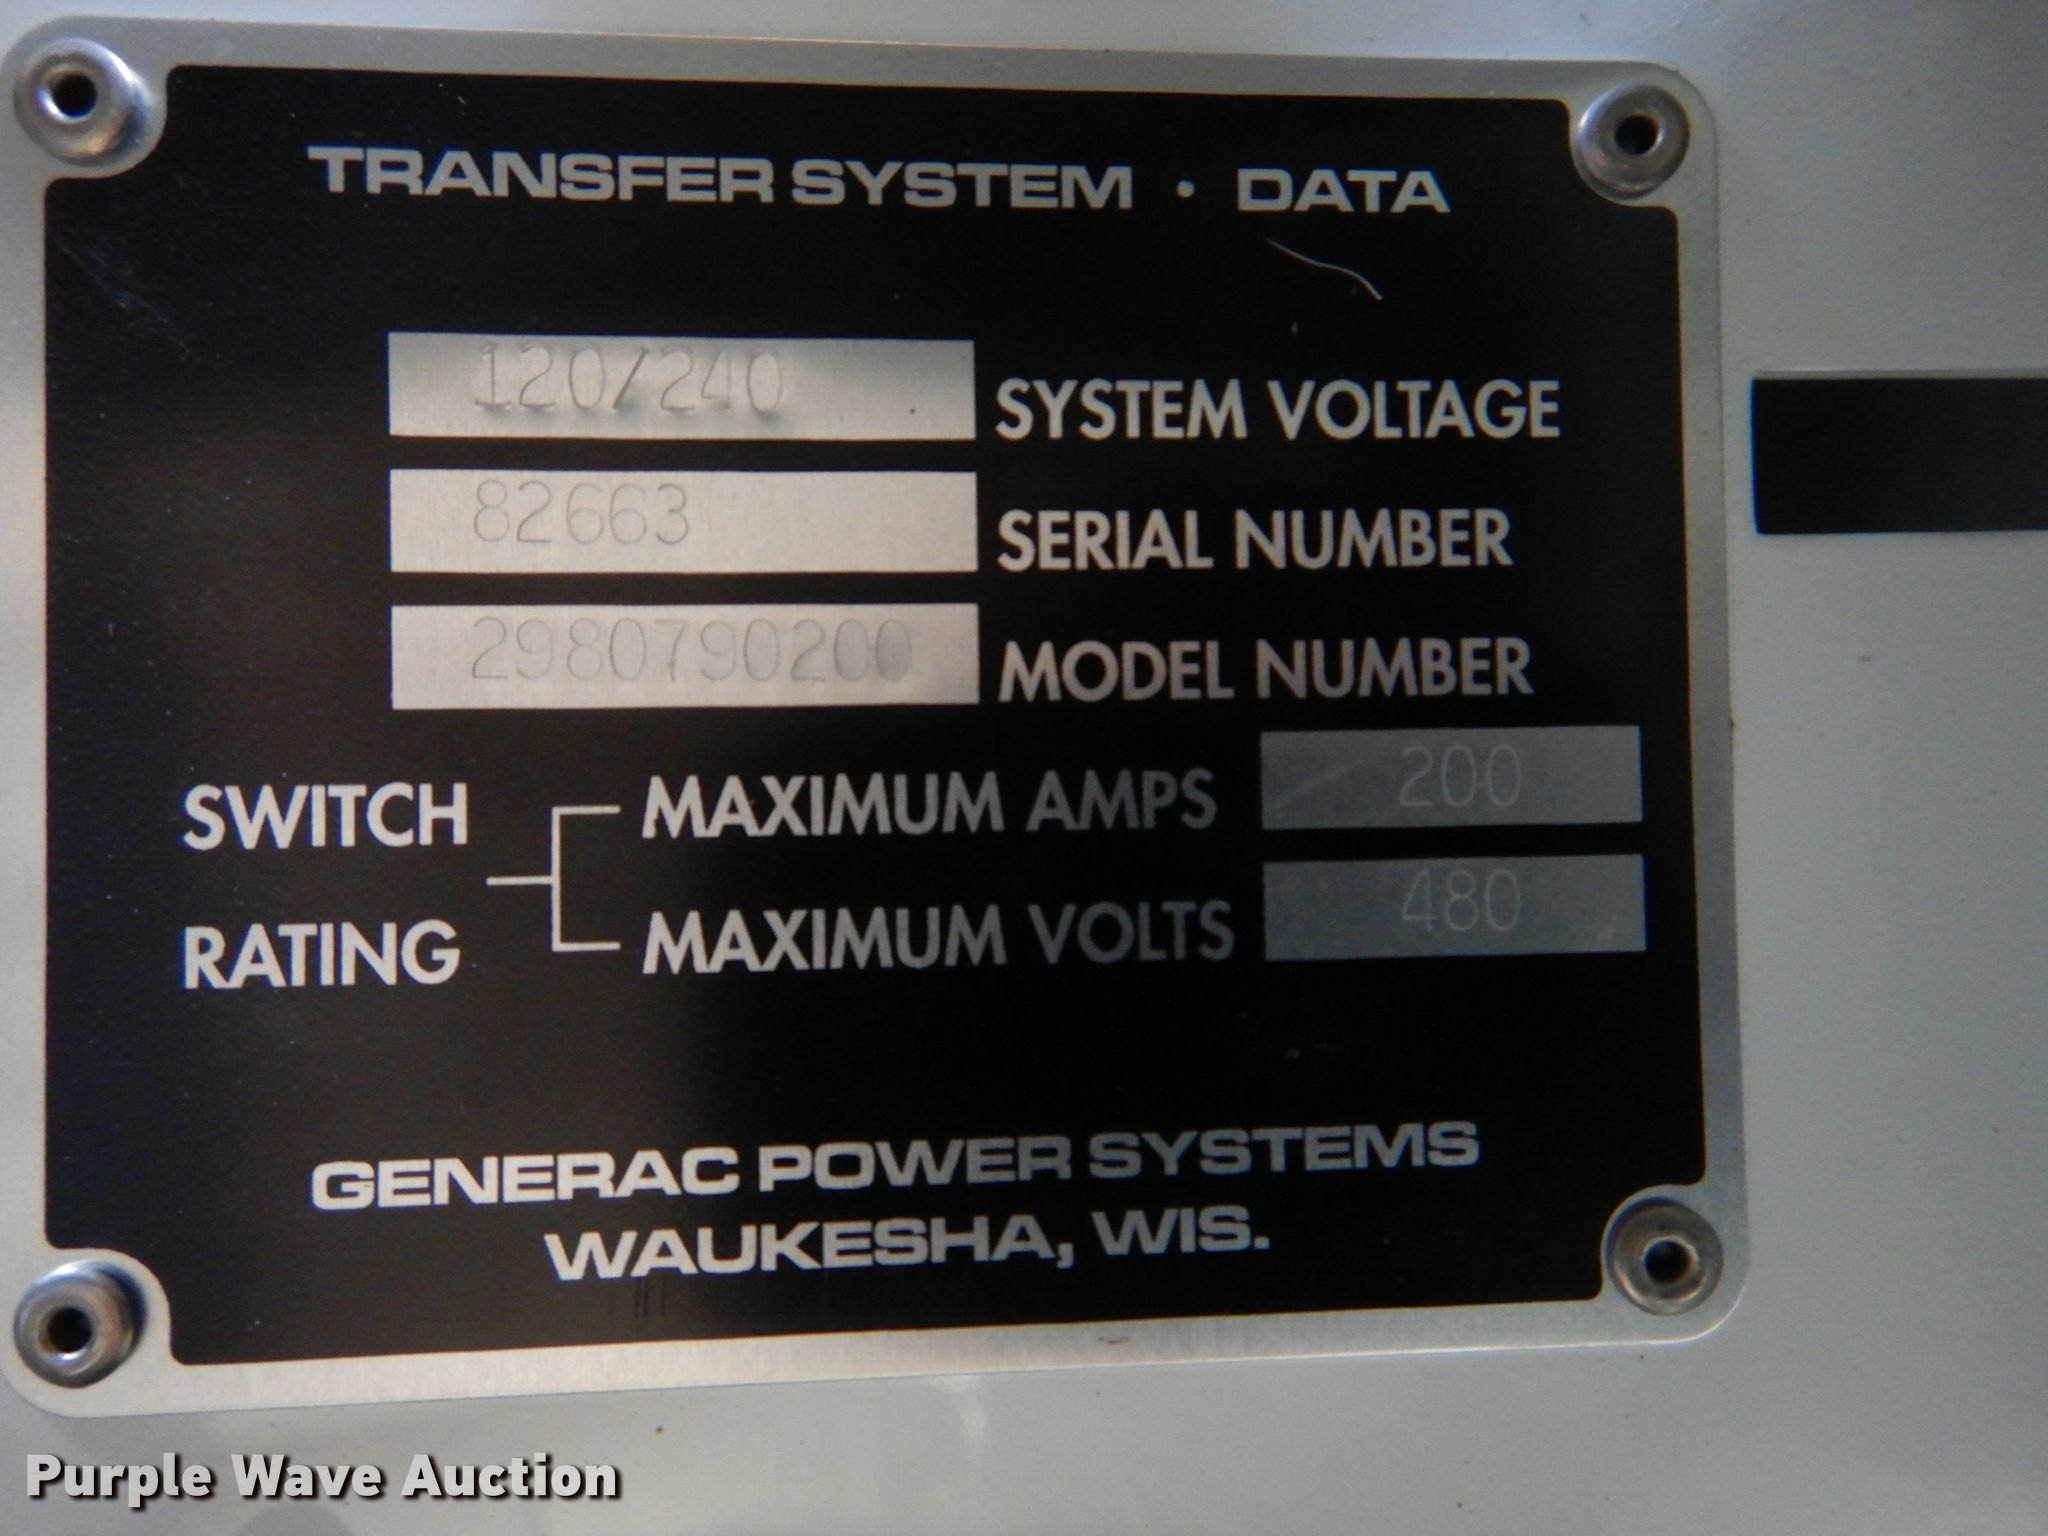 TRANSFER SYSTEM · DATA
120/240 SYSTEM VOLTAGE
82663 SERIAL NUMBER
2980790200 MODEL NUMBER
SWITCH RATING
MAXIMUM AMPS 200
MAXIMUM VOLTS 480
GENERAC POWER SYSTEMS
WAUKESHA, WIS.
Purple Wave Auction